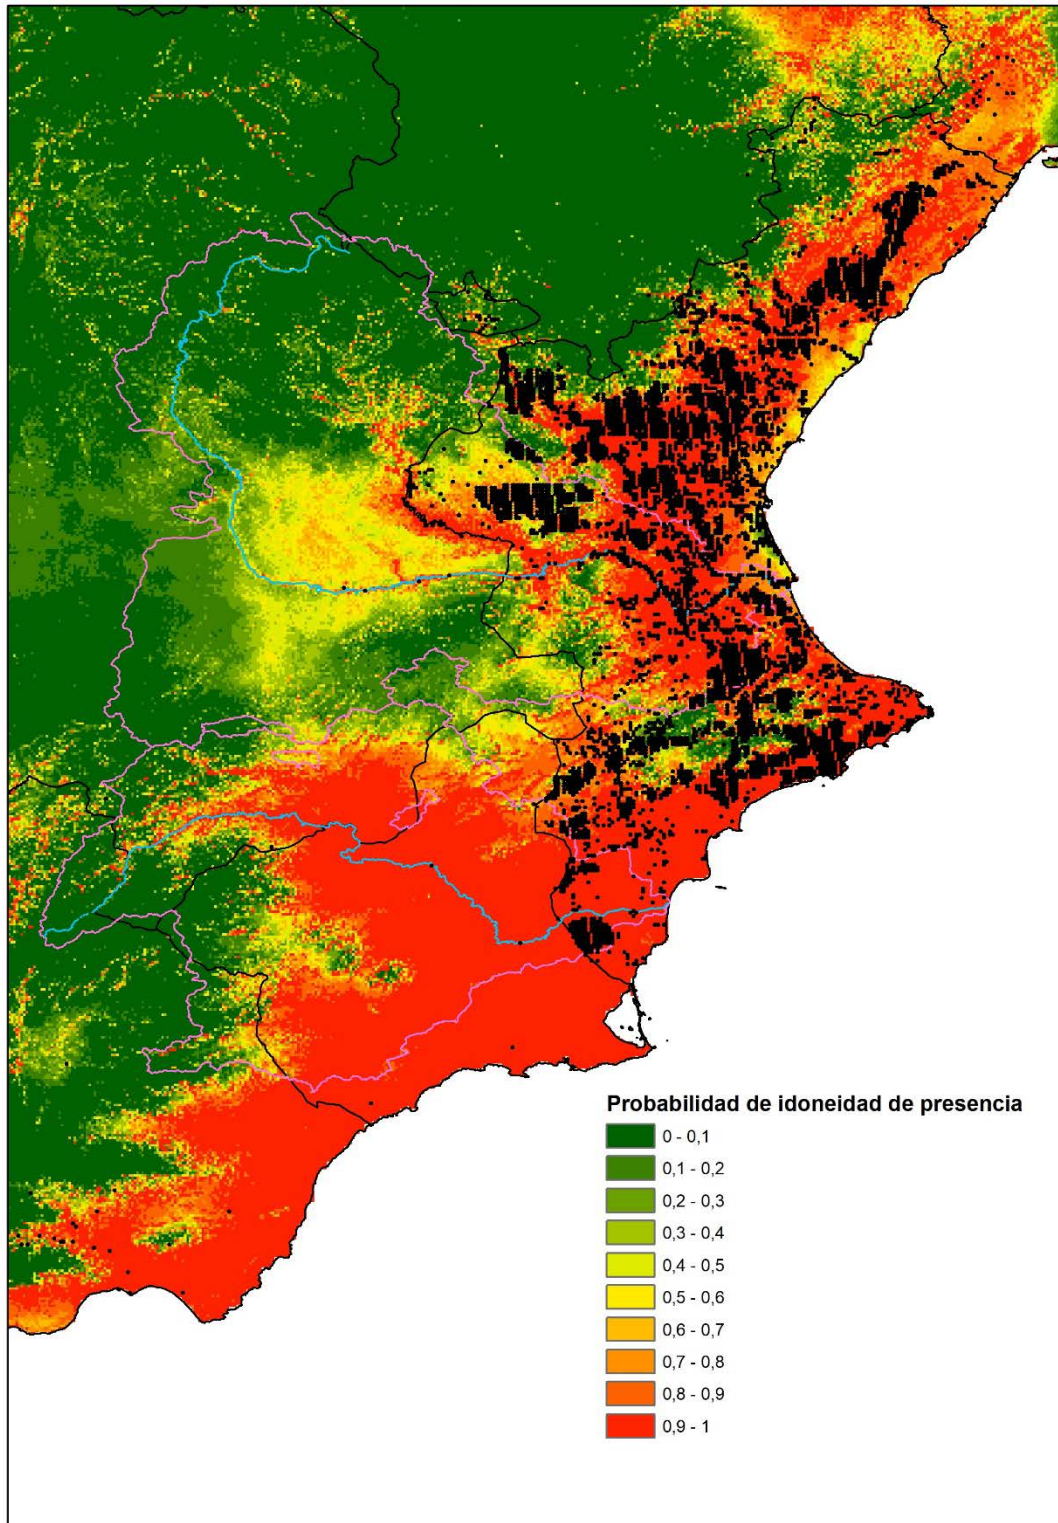 Probabilidad de idoneidad de presencia
0 - 0,1
0,1 - 0,2
0,2 - 0,3
0,3 - 0,4
0,4 - 0,5
0,5 - 0,6
0,6 - 0,7
0,7 - 0,8
0,8 - 0,9
0,9 - 1